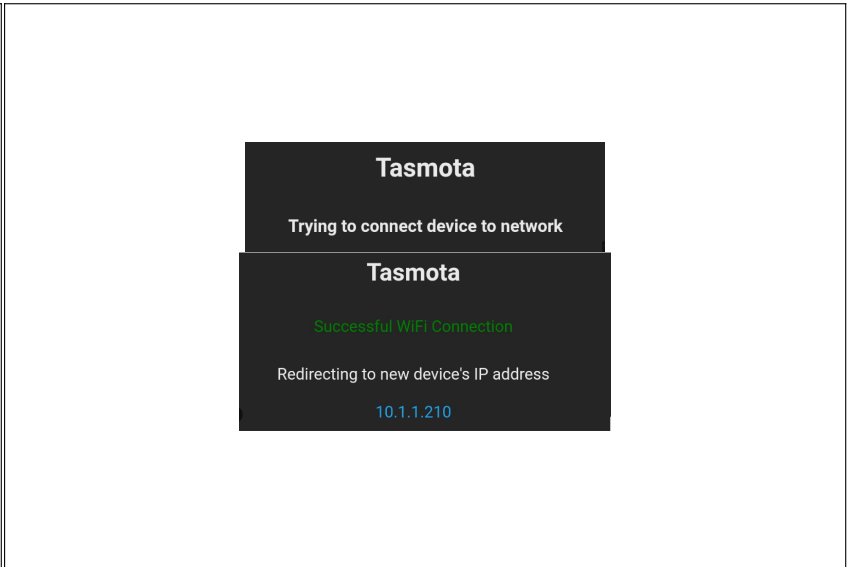 Tasmota
Trying to connect device to network
Tasmota
Successful WiFi Connection
Redirecting to new device's IP address
10.1.1.210